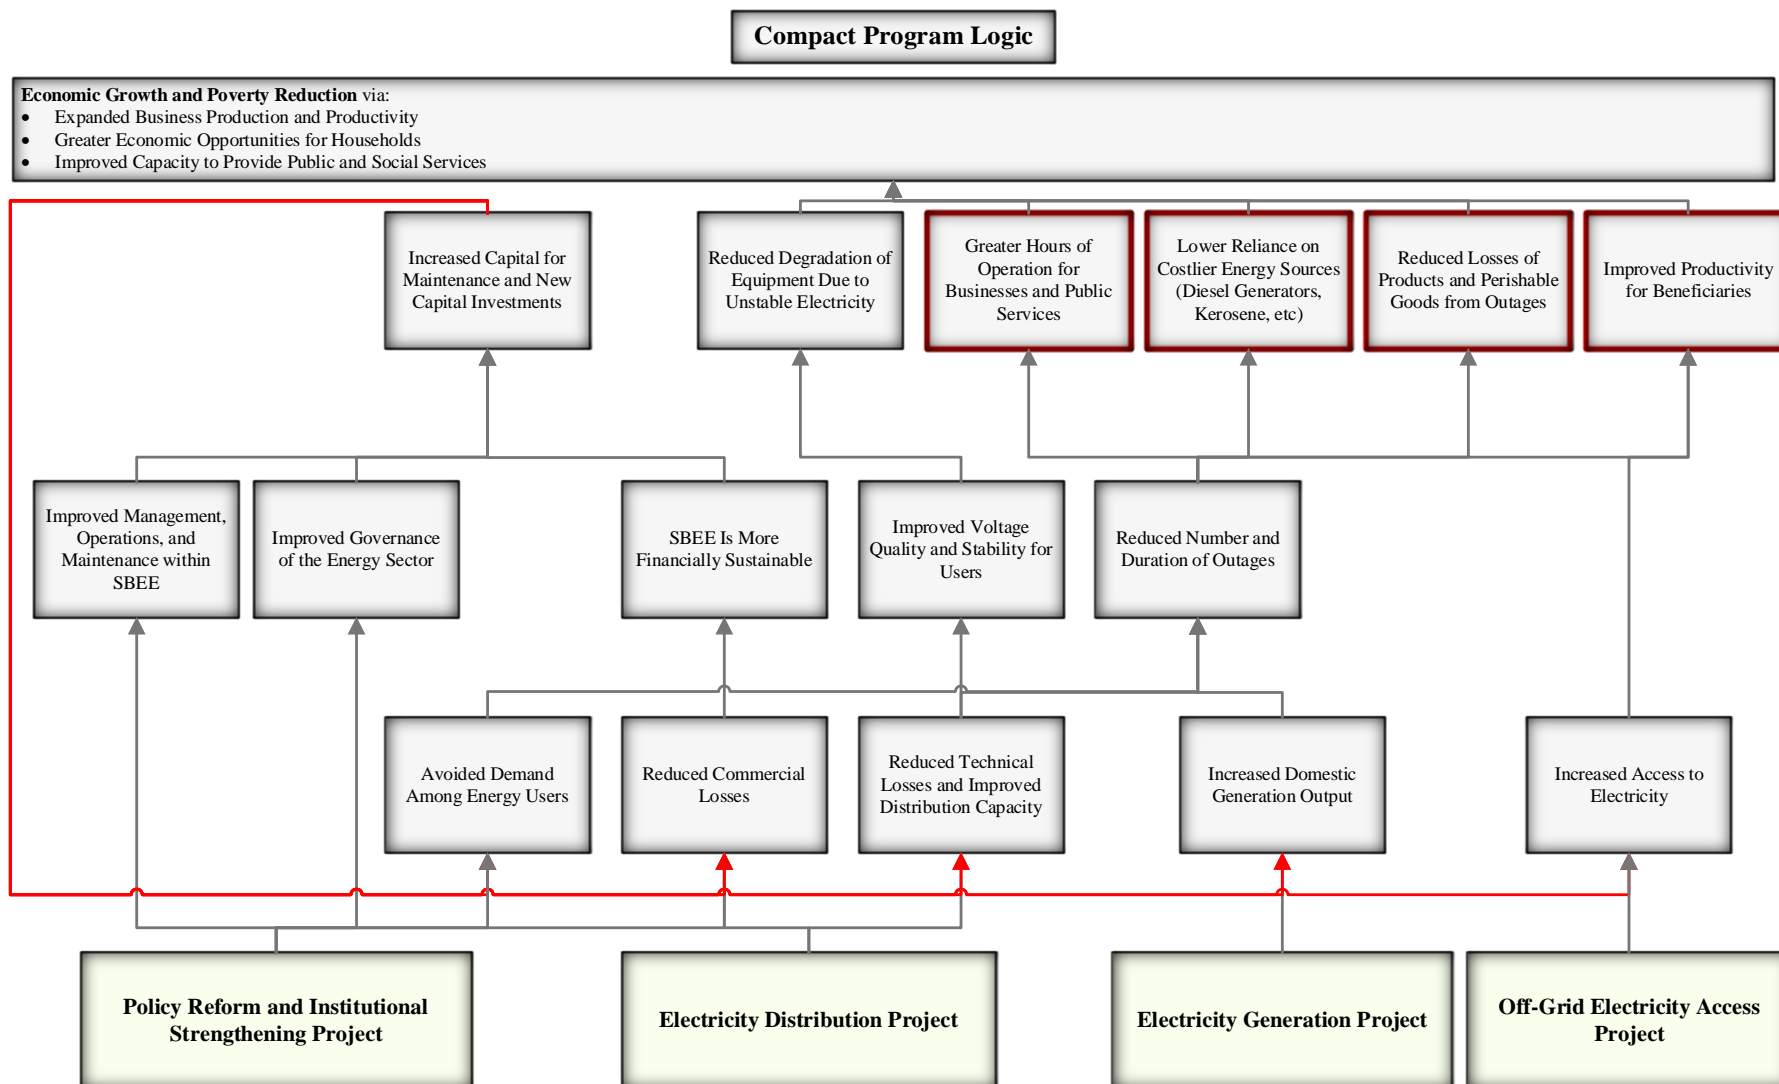 Compact Program Logic
Economic Growth and Poverty Reduction via:
• Expanded Business Production and Productivity
• Greater Economic Opportunities for Households
• Improved Capacity to Provide Public and Social Services
Increased Capital for
Maintenance and New
Capital Investments
Reduced Degradation of
Equipment Due to
Unstable Electricity
Greater Hours of
Operation for
Businesses and Public
Services
Lower Reliance on
Costlier Energy Sources
(Diesel Generators,
Kerosene, etc)
Reduced Losses of
Products and Perishable
Goods from Outages
Improved Productivity
for Beneficiaries
Improved Management,
Operations, and
Maintenance within
SBEE
Improved Governance
of the Energy Sector
SBEE Is More
Financially Sustainable
Improved Voltage
Quality and Stability for
Users
Reduced Number and
Duration of Outages
Avoided Demand
Among Energy Users
Reduced Commercial
Losses
Reduced Technical
Losses and Improved
Distribution Capacity
Increased Domestic
Generation Output
Increased Access to
Electricity
Policy Reform and Institutional
Strengthening Project
Electricity Distribution Project
Electricity Generation Project
Off-Grid Electricity Access
Project